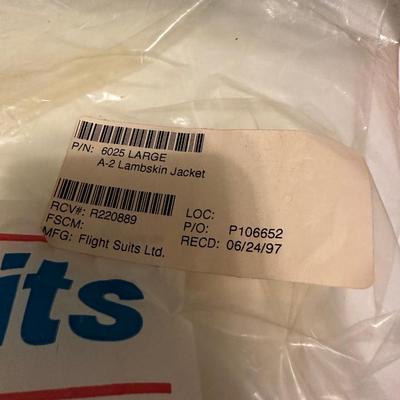 P/N: 6025 LARGE
A-2 Lambskin Jacket
RCV#: R220889
LOC:
FSCM:
P/O: P106652
MFG: Flight Suits Ltd.
RECD: 06/24/97
its